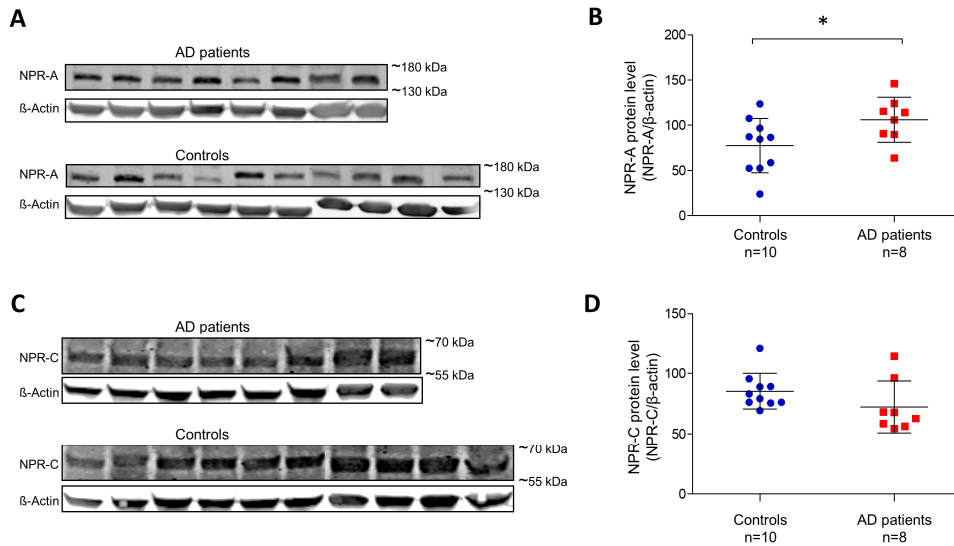 A
AD patients
NPR-A
~180 kDa
~130 kDa
ß-Actin
Controls
NPR-A
~180 kDa
~130 kDa
ß-Actin
B
*
NPR-A protein level
(NPR-A/β-actin)
200
150
100
50
0
Controls
n=10
AD patients
n=8
C
AD patients
~70 kDa
NPR-C
~55 kDa
ß-Actin
Controls
~70 kDa
NPR-C
~55 kDa
ß-Actin
D
NPR-C protein level
(NPR-C/β-actin)
150
100
50
0
Controls
n=10
AD patients
n=8